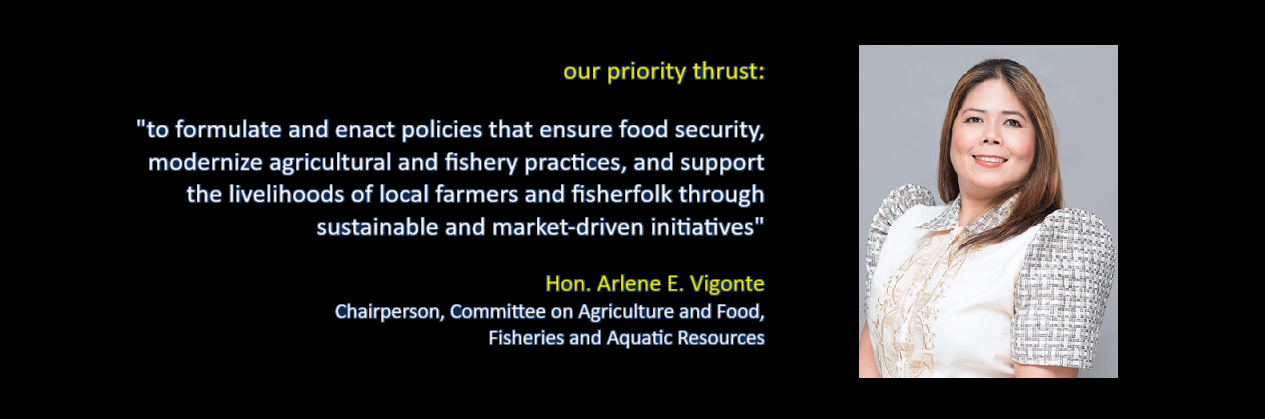 our priority thrust:
"to formulate and enact policies that ensure food security,
modernize agricultural and fishery practices, and support
the livelihoods of local farmers and fisherfolk through
sustainable and market-driven initiatives"
Hon. Arlene E. Vigonte
Chairperson, Committee on Agriculture and Food,
Fisheries and Aquatic Resources